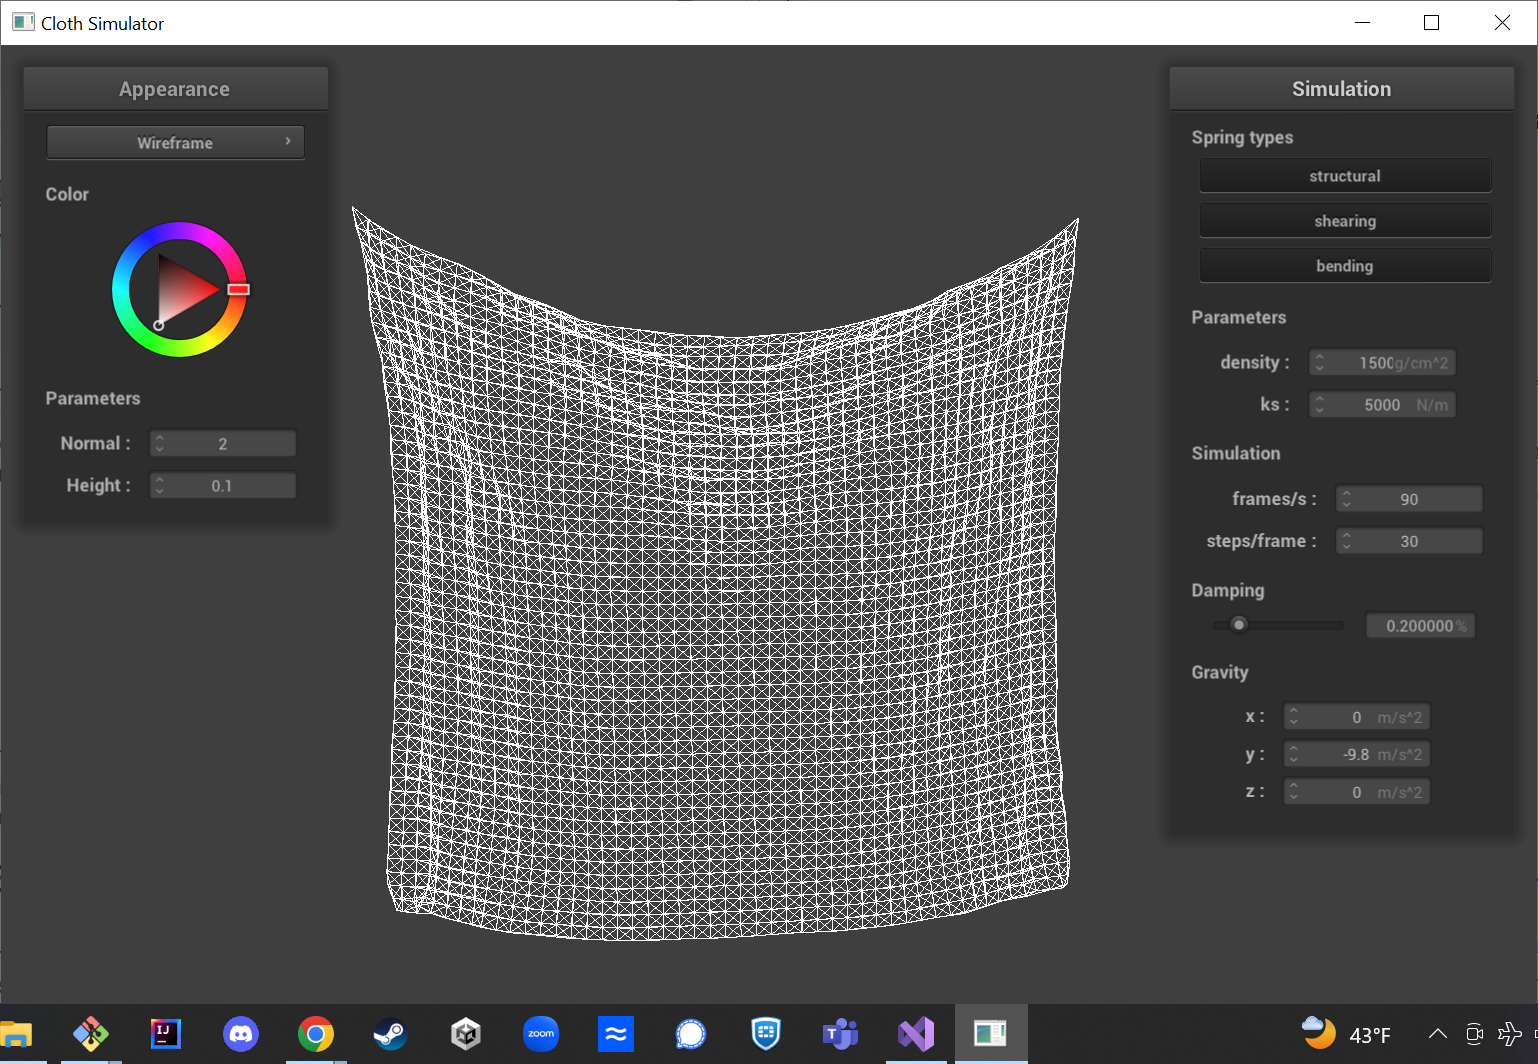 Cloth Simulator
Appearance
Wireframe
Color
Parameters
Normal : 2
Height : 0.1
Simulation
Spring types
structural
shearing
bending
Parameters
density : 1500g/cm^2
ks : 5000 N/m
Simulation
frames/s : 90
steps/frame : 30
Damping
0.200000 %
Gravity
x : 0 m/s^2
y : -9.8 m/s^2
z : 0 m/s^2
IJ
zoom
T
43°F